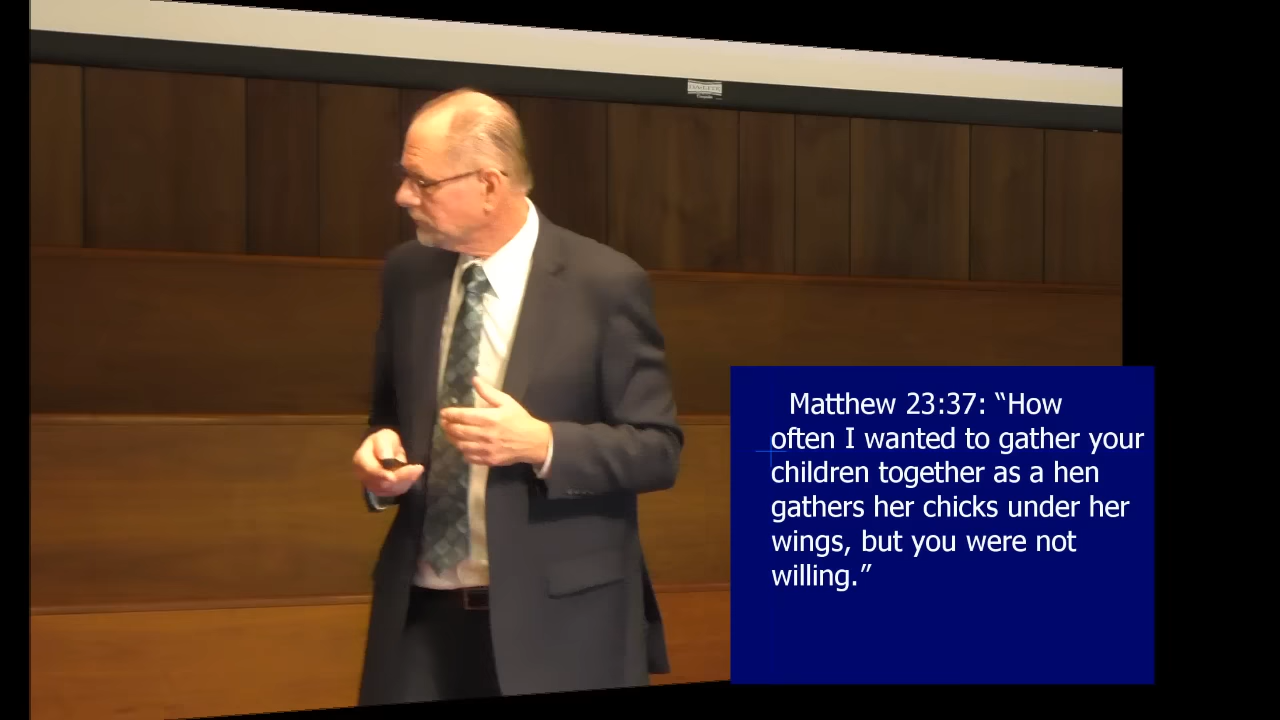 Matthew 23:37: “How
often I wanted to gather your
children together as a hen
gathers her chicks under her
wings, but you were not
willing.”